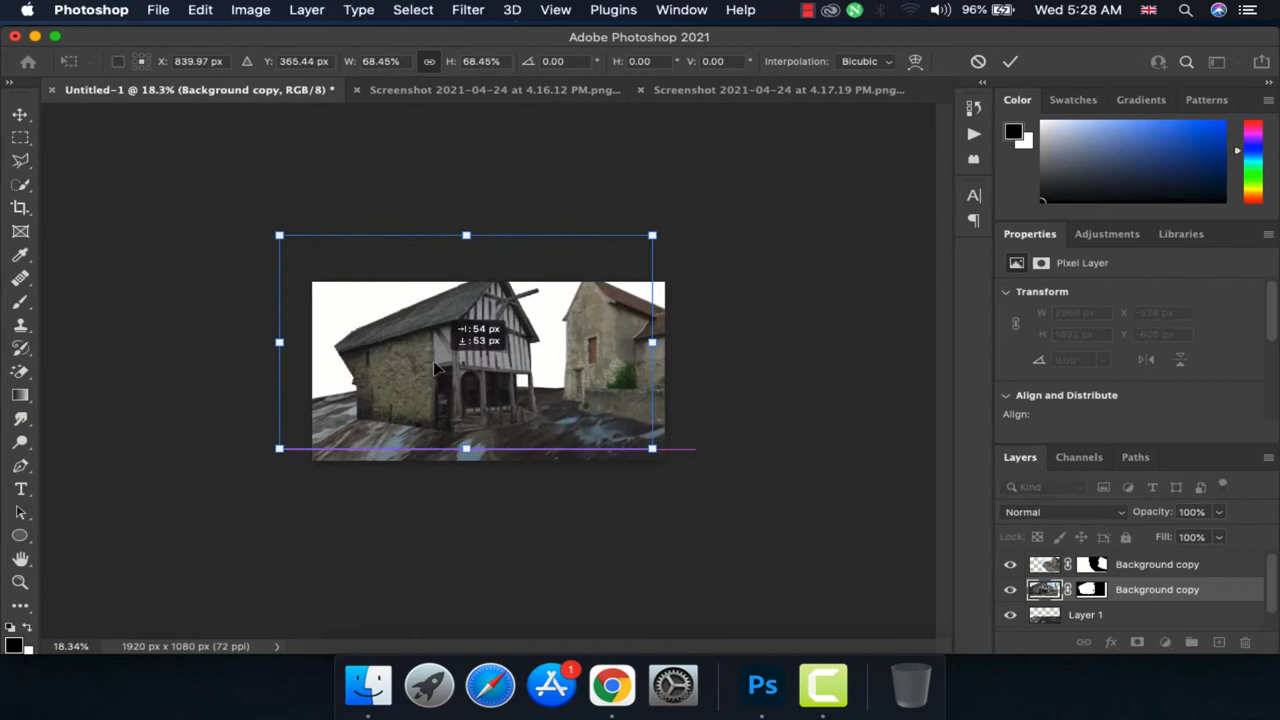 Photoshop File Edit Image Layer Type Select Filter 3D View Plugins Window Help 96% Wed 5:28 AM
Adobe Photoshop 2021
X: 839.97 px Y: 365.44 px W: 68.45% H: 68.45% 0.00 ° H: 0.00 ° V: 0.00 ° Interpolation: Bicubic
Untitled-1 @ 18.3% (Background copy, RGB/8) * Screenshot 2021-04-24 at 4.16.12 PM.png... Screenshot 2021-04-24 at 4.17.19 PM.png...
Color Swatches Gradients Patterns
A|
Properties Adjustments Libraries
Pixel Layer
Transform
Align and Distribute
Align:
→|: 54 px
↓: 53 px
Layers Channels Paths
Kind
Normal Opacity: 100%
Lock: Fill: 100%
Background copy
Background copy
Layer 1
18.34% 1920 px x 1080 px (72 ppi)
1
Ps
C